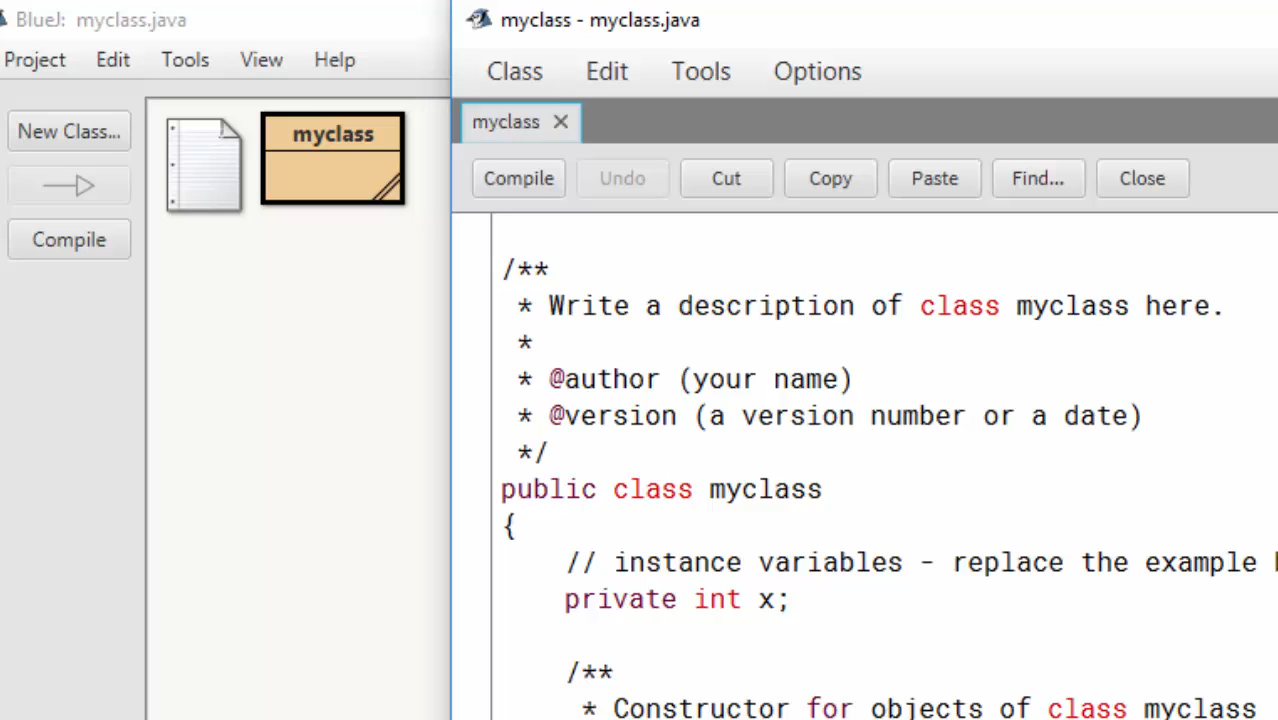 BlueJ: myclass.java
Project Edit Tools View Help
New Class...
Compile
myclass
myclass - myclass.java
Class Edit Tools Options
myclass
Compile Undo Cut Copy Paste Find... Close
/**
* Write a description of class myclass here.
*
* @author (your name)
* @version (a version number or a date)
*/
public class myclass
{
// instance variables - replace the example
private int x;
/**
* Constructor for objects of class myclass